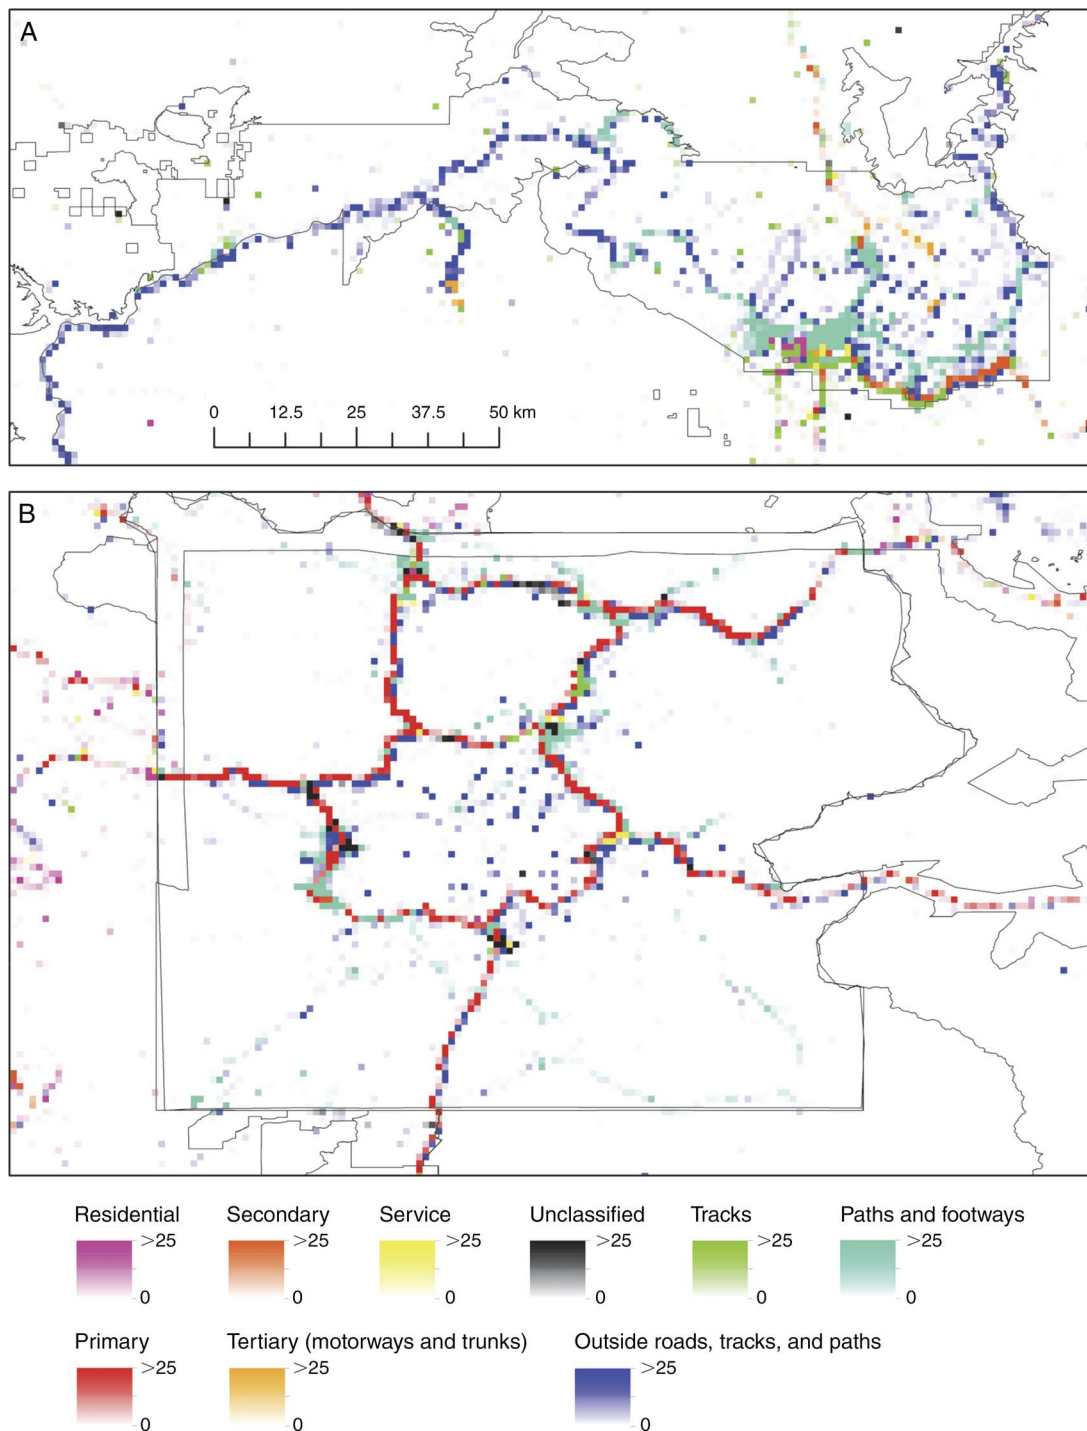 A
0 12.5 25 37.5 50 km
B
Residential Secondary Service Unclassified Tracks Paths and footways
>25 >25 >25 >25 >25 >25
0 0 0 0 0 0
Primary Tertiary (motorways and trunks) Outside roads, tracks, and paths
>25 >25 >25
0 0 0